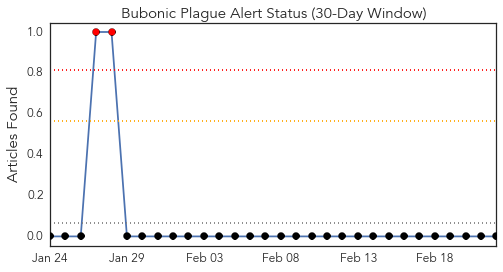 Bubonic Plague Alert Status (30-Day Window)
Articles Found
1.0
0.8
0.6
0.4
0.2
0.0
Jan 24 Jan 29 Feb 03 Feb 08 Feb 13 Feb 18